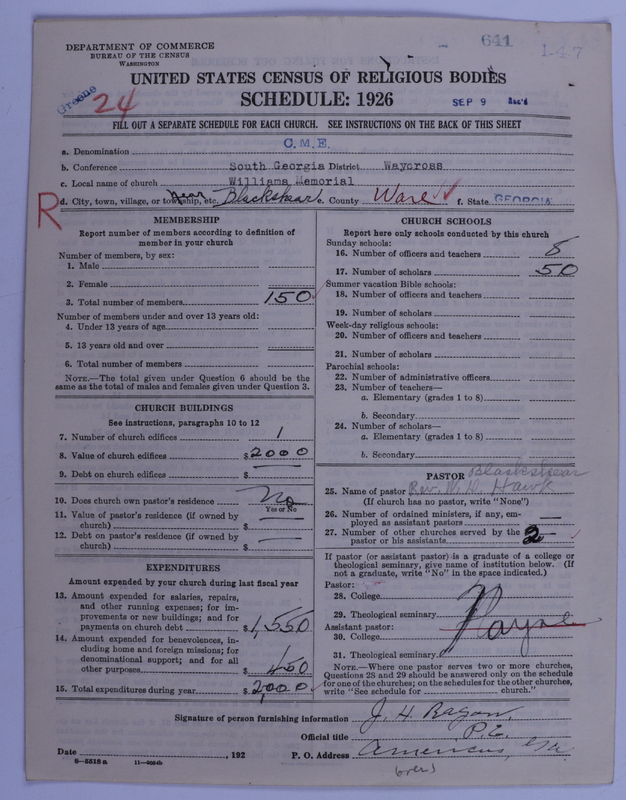 641
1-47
DEPARTMENT OF COMMERCE
BUREAU OF THE CENSUS
WASHINGTON
UNITED STATES CENSUS OF RELIGIOUS BODIES
SCHEDULE: 1926
Greene
24
SEP 9 Rec'd
FILL OUT A SEPARATE SCHEDULE FOR EACH CHURCH. SEE INSTRUCTIONS ON THE BACK OF THIS SHEET
a. Denomination C.M.E.
b. Conference South Georgia District Waycross
c. Local name of church Williams Memorial
R
d. City, town, village, or township, etc. near Blackshear e. County Ware f. State GEORGIA
MEMBERSHIP
Report number of members according to definition of
member in your church
Number of members, by sex:
1. Male
2. Female
3. Total number of members 150
Number of members under and over 13 years old:
4. Under 13 years of age
5. 13 years old and over
6. Total number of members
NOTE.—The total given under Question 6 should be the
same as the total of males and females given under Question 3.
CHURCH BUILDINGS
See instructions, paragraphs 10 to 12
7. Number of church edifices 1
8. Value of church edifices $2000
9. Debt on church edifices $
10. Does church own pastor's residence No
Yes or No
11. Value of pastor's residence (if owned by
church) $
12. Debt on pastor's residence (if owned by
church) $
EXPENDITURES
Amount expended by your church during last fiscal year
13. Amount expended for salaries, repairs,
and other running expenses; for im-
provements or new buildings; and for
payments on church debt $1,550
14. Amount expended for benevolences, in-
cluding home and foreign missions; for
denominational support; and for all
other purposes $450
15. Total expenditures during year $2,000
CHURCH SCHOOLS
Report here only schools conducted by this church
Sunday schools:
16. Number of officers and teachers 8
17. Number of scholars 50
Summer vacation Bible schools:
18. Number of officers and teachers
19. Number of scholars
Week-day religious schools:
20. Number of officers and teachers
21. Number of scholars
Parochial schools:
22. Number of administrative officers
23. Number of teachers—
a. Elementary (grades 1 to 8)
b. Secondary
24. Number of scholars—
a. Elementary (grades 1 to 8)
b. Secondary
PASTOR Blackshear
25. Name of pastor Rev. W. D. Hawk
(If church has no pastor, write "None")
26. Number of ordained ministers, if any, em-
ployed as assistant pastors
27. Number of other churches served by the
pastor or his assistants 2
If pastor (or assistant pastor) is a graduate of a college or
theological seminary, give name of institution below. (If
not a graduate, write "No" in the space indicated.)
Pastor:
28. College
29. Theological seminary
Payne
Assistant pastor:
30. College
31. Theological seminary
NOTE.—Where one pastor serves two or more churches,
Questions 28 and 29 should be answered only on the schedule
for one of the churches; on the schedules for the other churches,
write "See schedule for church."
Signature of person furnishing information J. H. Bagon,
Official title P.E.
Date , 192 P. O. Address Americus, Ga.
8—5518a 11—9064b
(over)